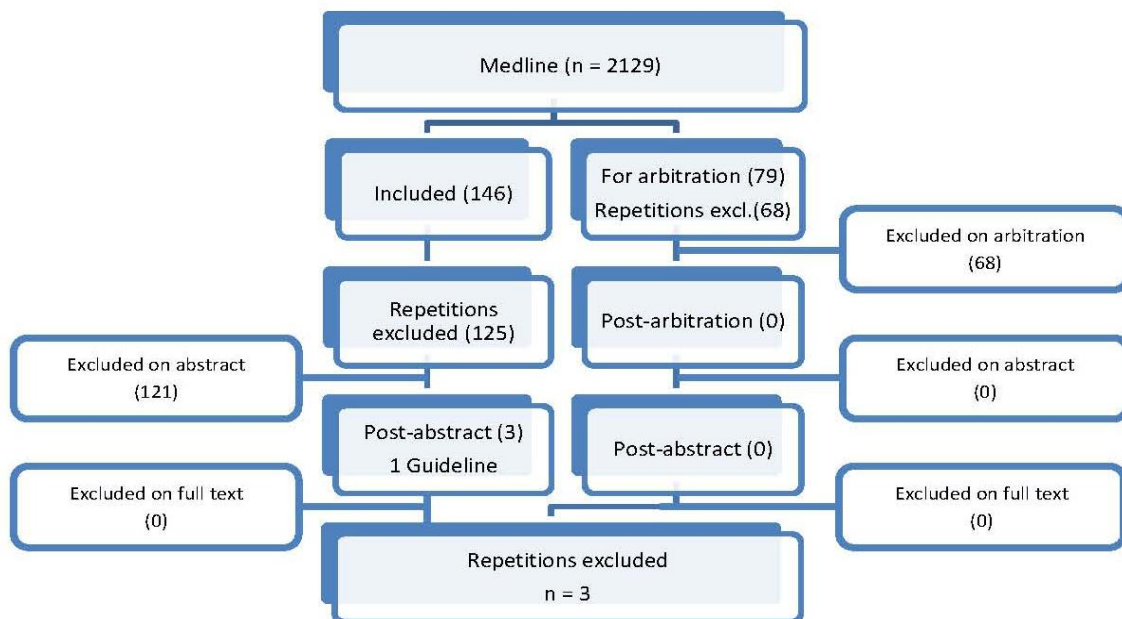 Medline (n = 2129)
Included (146)
For arbitration (79)
Repetitions excl.(68)
Excluded on arbitration
(68)
Repetitions
excluded (125)
Post-arbitration (0)
Excluded on abstract
(121)
Excluded on abstract
(0)
Post-abstract (3)
1 Guideline
Post-abstract (0)
Excluded on full text
(0)
Excluded on full text
(0)
Repetitions excluded
n = 3